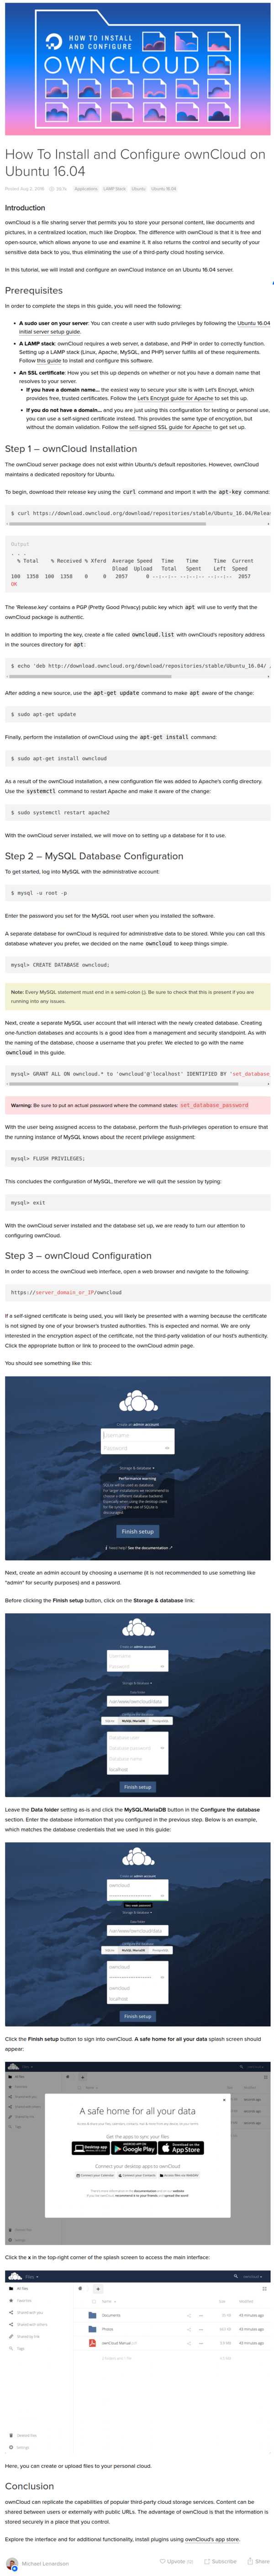 HOW TO INSTALL
AND CONFIGURE
OWNCLOUD
How To Install and Configure ownCloud on
Ubuntu 16.04
Posted Aug 2, 2016
Applications LAMP Stack Ubuntu Ubuntu 16.04
Introduction
ownCloud is a file sharing server that permits you to store your personal content, like documents and
pictures, in a centralized location, much like Dropbox. The difference with ownCloud is that it is free and
open-source, which allows anyone to use and examine it. It also returns the control and security of your
sensitive data back to you, thus eliminating the utilization of a third-party cloud hosting service.
In this tutorial, we will install and configure an ownCloud instance on an Ubuntu 16.04 server.
Prerequisites
In order to complete the steps in this guide, you will need the following:
A sudo user on your server: You can create a user with sudo privileges by following the Ubuntu 16.04
initial server setup guide.
A LAMP stack: ownCloud requires a web server, a database, and PHP in order to properly function.
Setting up a LAMP stack (Linux, Apache, MySQL, and PHP) server fulfills all of these requirements.
Follow this guide to install and configure this software.
An SSL certificate: How you set this up depends on whether or not you have a domain name that
resolves to your server.
If you have a domain name... the easiest way to secure your site is with Let's Encrypt, which
provides free, trusted certificates. Follow the Let's Encrypt guide for Apache to set this up.
If you do not have a domain... and you are just using this configuration for testing or personal use,
you can use a self-signed certificate instead. This provides the same type of encryption, but
without the domain validation. Follow the self-signed SSL guide for Apache to get set up.
Step 1 – ownCloud Installation
The ownCloud server package does not exist within Ubuntu's default repositories. However, ownCloud
maintains a dedicated repository for Ubuntu.
To begin, download their release key using the curl command and import it with the apt-key command:
$ curl https://download.owncloud.org/download/repositories/stable/Ubuntu_16.04/Releas
Output
. . .
% Total % Received % Xferd Average Speed Time Time Time Current
Dload Upload Total Spent Left Speed
100 1358 100 1358 0 0 2057 0 --:--:-- --:--:-- --:--:-- 2057
OK
The 'Release.key' contains a PGP (Pretty Good Privacy) public key which apt will use to verify that the
ownCloud package is authentic.
In addition to importing the key, create a file called owncloud.list with ownCloud's repository address
in the sources directory for apt:
$ echo 'deb http://download.owncloud.org/download/repositories/stable/Ubuntu_16.04/ /
After adding a new source, use the apt-get update command to make apt aware of the change:
$ sudo apt-get update
Finally, perform the installation of ownCloud using the apt-get install command:
$ sudo apt-get install owncloud
As a result of the ownCloud installation, a new configuration file was added to Apache's config directory.
Use the systemctl command to restart Apache and make it aware of the change:
$ sudo systemctl restart apache2
With the ownCloud server installed, we will move on to setting up a database for it to use.
Step 2 – MySQL Database Configuration
To get started, log into MySQL with the administrative account:
$ mysql -u root -p
Enter the password you set for the MySQL root user when you installed the software.
A separate database for ownCloud is required for administrative data to be stored. While you can call this
database whatever you prefer, we decided on the name owncloud to keep things simple.
mysql> CREATE DATABASE owncloud;
Note: Every MySQL statement must end in a semi-colon (;). Be sure to check that this is present if you are
running into any issues.
Next, create a separate MySQL user account that will interact with the newly created database. Creating
one-function databases and accounts is a good idea from a management and security standpoint. As with
the naming of the database, choose a username that you prefer. We elected to go with the name
owncloud in this guide.
mysql> GRANT ALL ON owncloud.* to 'owncloud'@'localhost' IDENTIFIED BY 'set_database_
Warning: Be sure to put an actual password where the command states: set_database_password
With the user being assigned access to the database, perform the flush-privileges operation to ensure that
the running instance of MySQL knows about the recent privilege assignment:
mysql> FLUSH PRIVILEGES;
This concludes the configuration of MySQL, therefore we will quit the session by typing:
mysql> exit
With the ownCloud server installed and the database set up, we are ready to turn our attention to
configuring ownCloud.
Step 3 – ownCloud Configuration
In order to access the ownCloud web interface, open a web browser and navigate to the following:
https://server_domain_or_IP/owncloud
If a self-signed certificate is being used, you will likely be presented with a warning because the certificate
is not signed by one of your browser's trusted authorities. This is expected and normal. We are only
interested in the encryption aspect of the certificate, not the third-party validation of our host's authenticity.
Click the appropriate button or link to proceed to the ownCloud admin page.
You should see something like this:
Create an admin account
Username
Password
Storage & database
Performance warning
SQLite will be used as database.
For larger installations we recommend to
choose a different database backend.
Especially when using the desktop client
for file syncing the use of SQLite is
discouraged.
Finish setup
Need help? See the documentation
Next, create an admin account by choosing a username (it is not recommended to use something like
"admin" for security purposes) and a password.
Before clicking the Finish setup button, click on the Storage & database link:
Create an admin account
Username
Password
Storage & database
Data folder
/var/www/owncloud/data
Configure the database
SQLite MySQL/MariaDB PostgreSQL
Database user
Database password
Database name
localhost
Finish setup
Leave the Data folder setting as-is and click the MySQL/MariaDB button in the Configure the database
section. Enter the database information that you configured in the previous step. Below is an example,
which matches the database credentials that we used in this guide:
Create an admin account
owncloud
Very weak password
Storage & database
Data folder
/var/www/owncloud/data
Configure the database
SQLite MySQL/MariaDB PostgreSQL
owncloud
owncloud
localhost
Finish setup
Click the Finish setup button to sign into ownCloud. A safe home for all your data splash screen should
appear:
A safe home for all your data
Access & share your files, calendars, contacts, mail & more from any device, on your terms
Get the apps to sync your files
Desktop app
Google Play
App Store
Connect your desktop apps to ownCloud
Connect your Calendar Connect your Contacts Access files via WebDAV
Click the x in the top-right corner of the splash screen to access the main interface:
Files
All files
Favorites
Shared with you
Shared with others
Shared by link
Tags
Name
Size Modified
Documents 43 minutes ago
Photos 43 minutes ago
ownCloud Manual 43 minutes ago
Deleted files
Settings
Here, you can create or upload files to your personal cloud.
Conclusion
ownCloud can replicate the capabilities of popular third-party cloud storage services. Content can be
shared between users or externally with public URLs. The advantage of ownCloud is that the information is
stored securely in a place that you control.
Explore the interface and for additional functionality, install plugins using ownCloud's app store.
Michael Lenardson
Upvote Subscribe Share